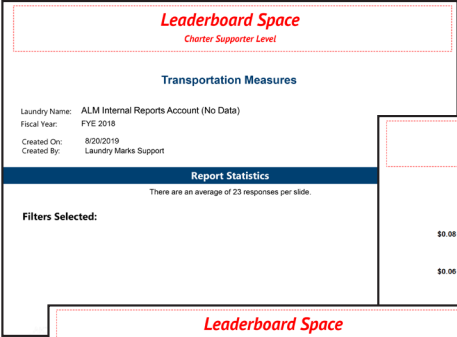 Leaderboard Space
Charter Supporter Level
Transportation Measures
Laundry Name: ALM Internal Reports Account (No Data)
Fiscal Year: FYE 2018
Created On: 8/20/2019
Created By: Laundry Marks Support
Report Statistics
There are an average of 23 responses per slide.
Filters Selected:
$0.08
$0.06
Leaderboard Space